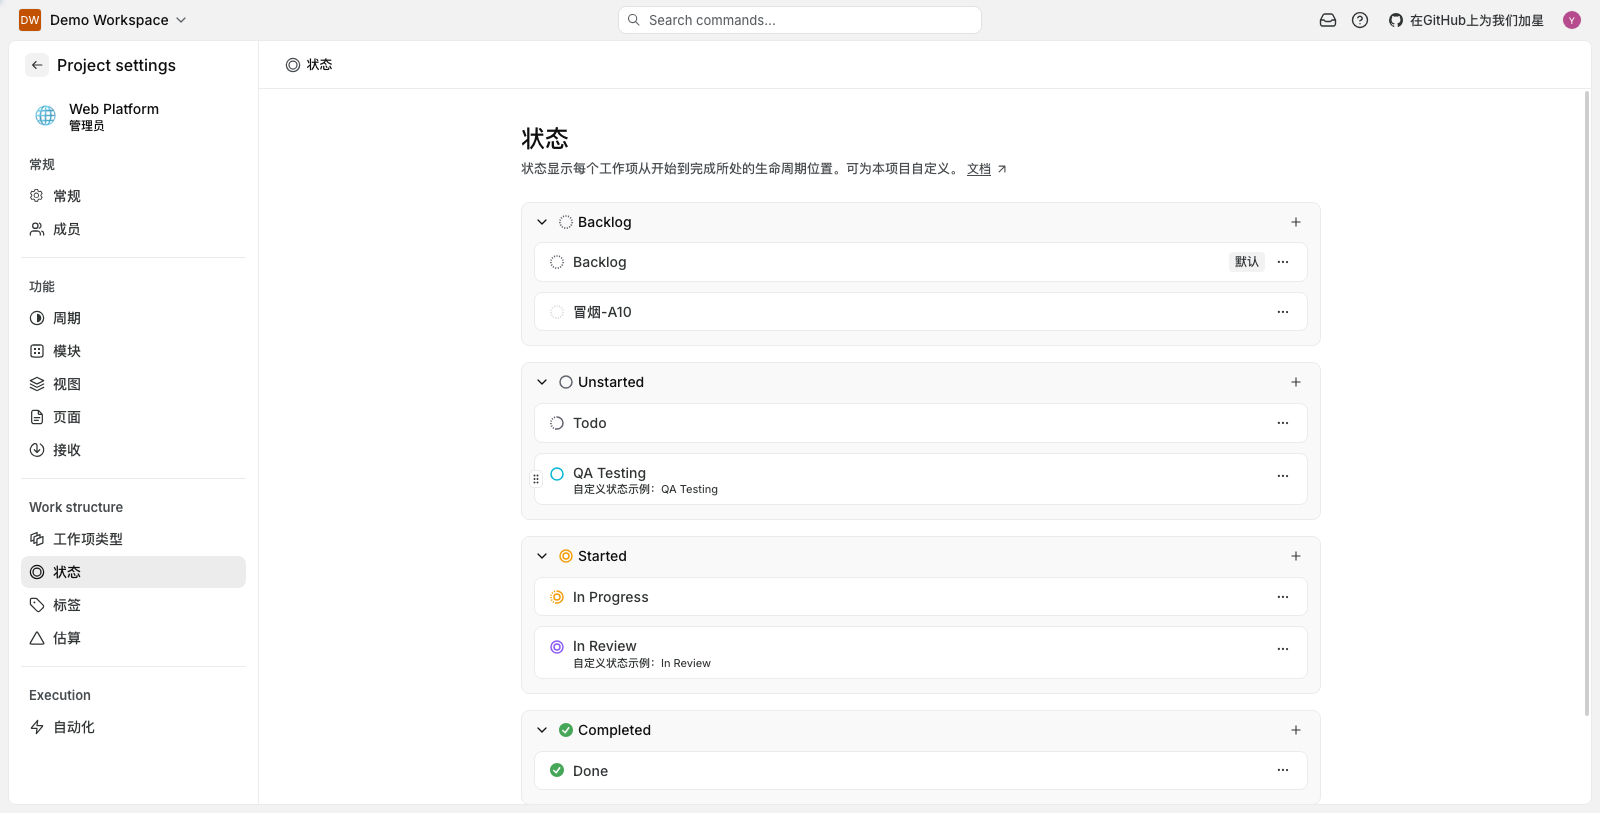 DW Demo Workspace
Search commands...
在GitHub上为我们加星
Y
Project settings
Web Platform
管理员
常规
常规
成员
功能
周期
模块
视图
页面
接收
Work structure
工作项类型
状态
标签
估算
Execution
自动化
状态
状态
状态显示每个工作项从开始到完成所处的生命周期位置。可为本项目自定义。 文档
Backlog
Backlog
默认
冒烟-A10
Unstarted
Todo
QA Testing
自定义状态示例：QA Testing
Started
In Progress
In Review
自定义状态示例：In Review
Completed
Done